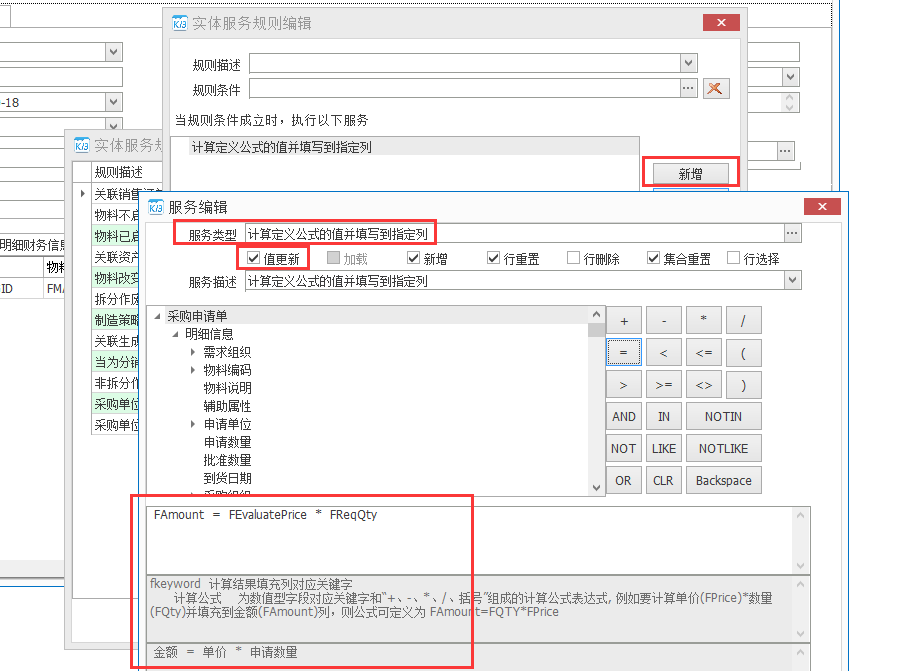 实体服务规则编辑
规则描述
规则条件
当规则条件成立时，执行以下服务
计算定义公式的值并填写到指定列
新增
-18
实体服务规
规则描述
物料不启
物料已启
关联资产
物料改变
拆分作废
制造策略
关联生成
当为分销
非拆分作
采购单位
采购单位
明细财务信息
物料
ID
FMA
服务编辑
服务类型 计算定义公式的值并填写到指定列
值更新 加载 新增 行重置 行删除 集合重置 行选择
服务描述 计算定义公式的值并填写到指定列
采购申请单
明细信息
需求组织
物料编码
物料说明
辅助属性
申请单位
申请数量
批准数量
到货日期
采购组织
+ - * /
= < <= (
> >= <> )
AND IN NOTIN
NOT LIKE NOTLIKE
OR CLR Backspace
FAmount = FEvaluatePrice * FReqQty
fkeyword 计算结果填充列对应关键字
计算公式 为数值型字段对应关键字和“+、-、*、/、括号”组成的计算公式表达式, 例如要计算单价(FPrice)*数量
(FQty)并填充到金额(FAmount)列，则公式可定义为 FAmount=FQTY*FPrice
金额 = 单价 * 申请数量